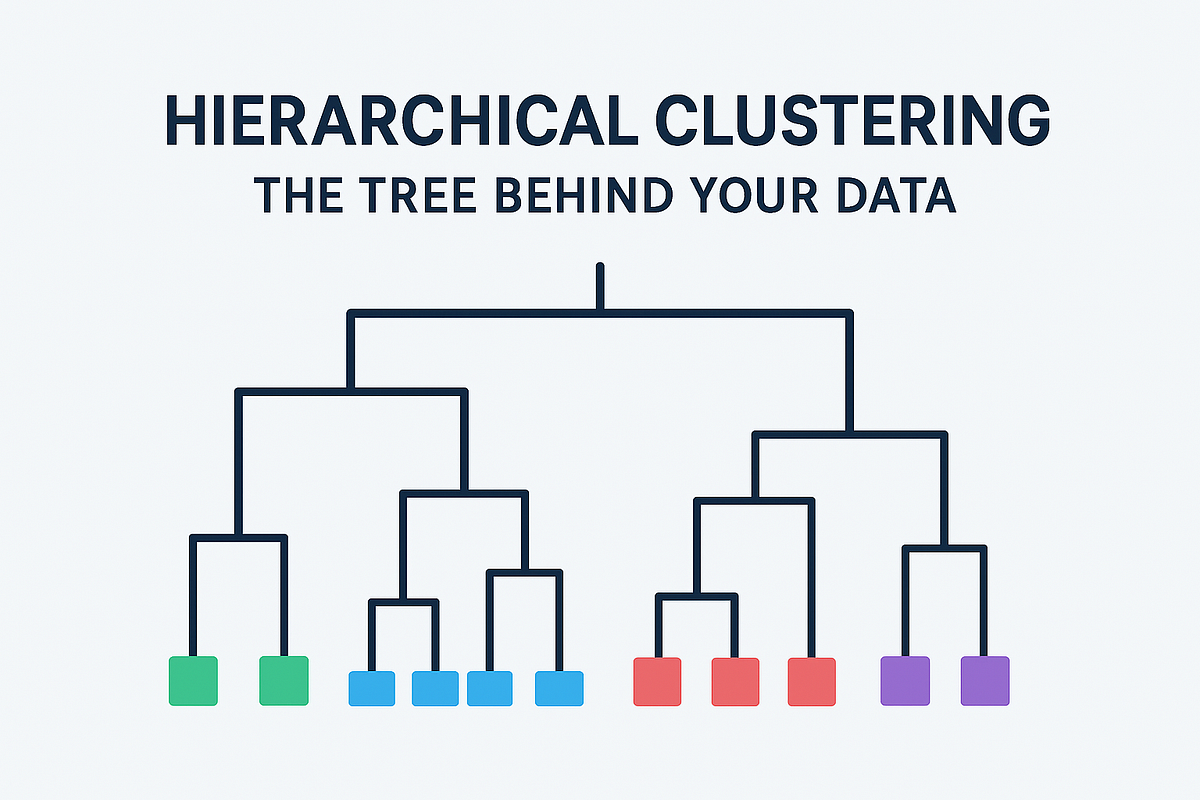 HIERARCHICAL CLUSTERING
THE TREE BEHIND YOUR DATA